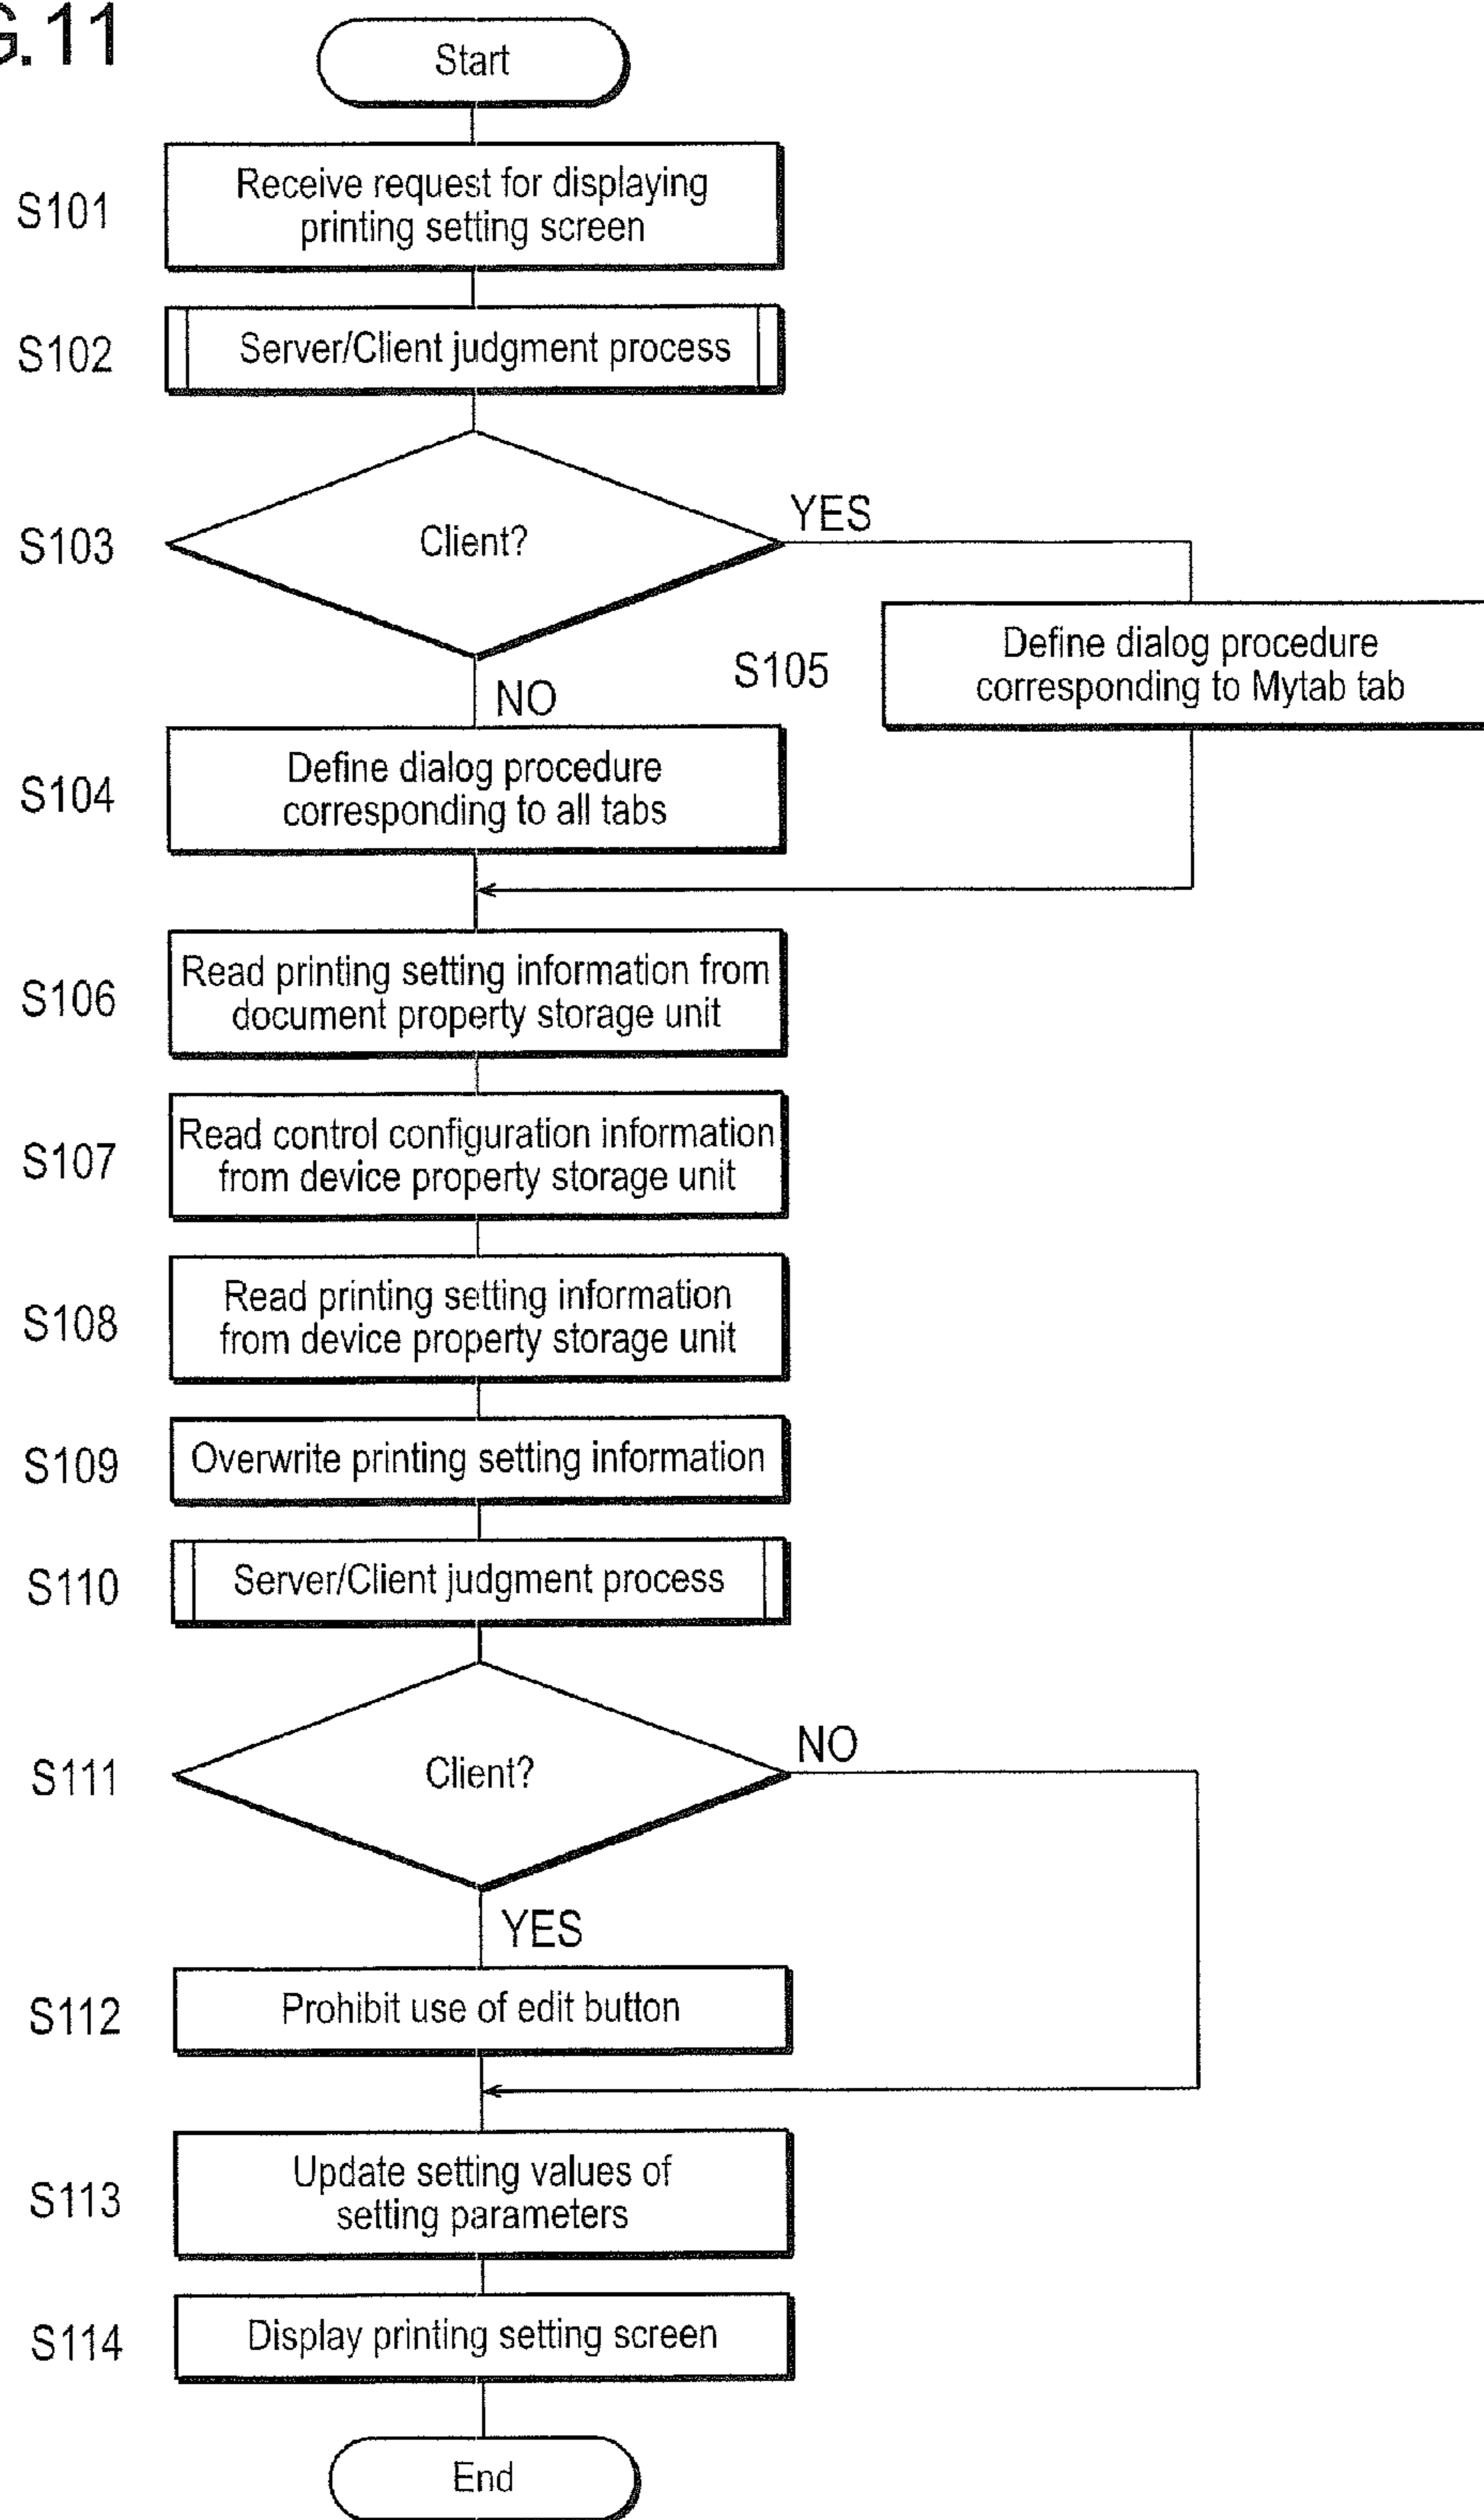 G.11
Start
S101
Receive request for displaying
printing setting screen
S102
Server/Client judgment process
S103
Client?
YES
S105
Define dialog procedure
corresponding to Mytab tab
NO
S104
Define dialog procedure
corresponding to all tabs
S106
Read printing setting information from
document property storage unit
S107
Read control configuration information
from device property storage unit
S108
Read printing setting information
from device property storage unit
S109
Overwrite printing setting information
S110
Server/Client judgment process
S111
Client?
NO
YES
S112
Prohibit use of edit button
S113
Update setting values of
setting parameters
S114
Display printing setting screen
End